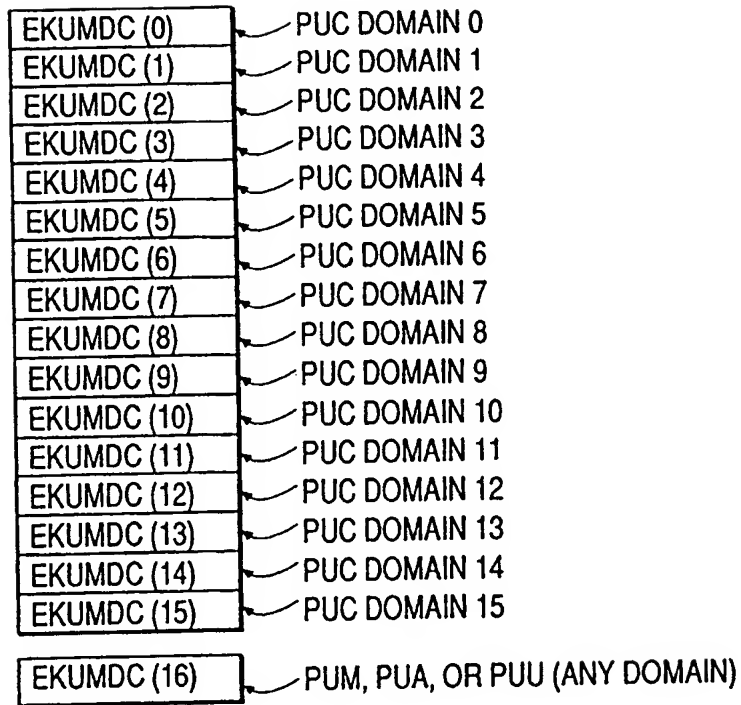 EKUMDC (0) PUC DOMAIN 0
EKUMDC (1) PUC DOMAIN 1
EKUMDC (2) PUC DOMAIN 2
EKUMDC (3) PUC DOMAIN 3
EKUMDC (4) PUC DOMAIN 4
EKUMDC (5) PUC DOMAIN 5
EKUMDC (6) PUC DOMAIN 6
EKUMDC (7) PUC DOMAIN 7
EKUMDC (8) PUC DOMAIN 8
EKUMDC (9) PUC DOMAIN 9
EKUMDC (10) PUC DOMAIN 10
EKUMDC (11) PUC DOMAIN 11
EKUMDC (12) PUC DOMAIN 12
EKUMDC (13) PUC DOMAIN 13
EKUMDC (14) PUC DOMAIN 14
EKUMDC (15) PUC DOMAIN 15
EKUMDC (16) PUM, PUA, OR PUU (ANY DOMAIN)